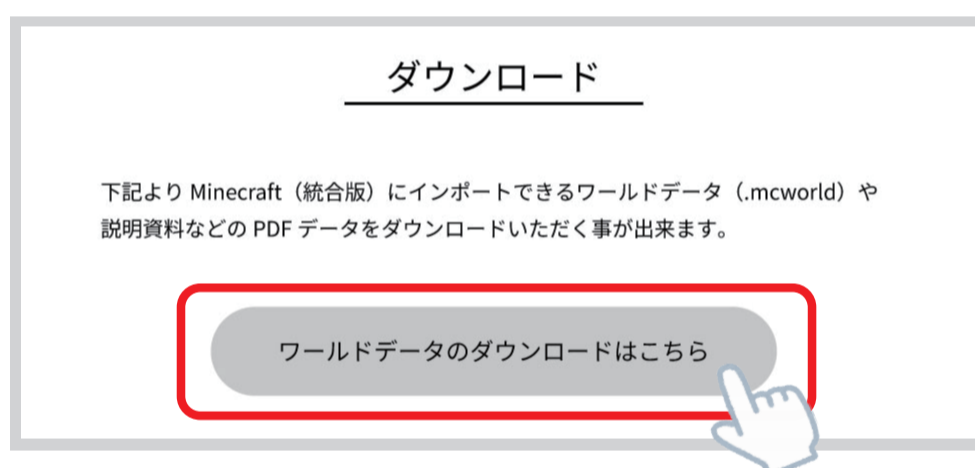 ダウンロード
下記より Minecraft（統合版）にインポートできるワールドデータ（.mcworld）や
説明資料などの PDF データをダウンロードいただく事が出来ます。
ワールドデータのダウンロードはこちら